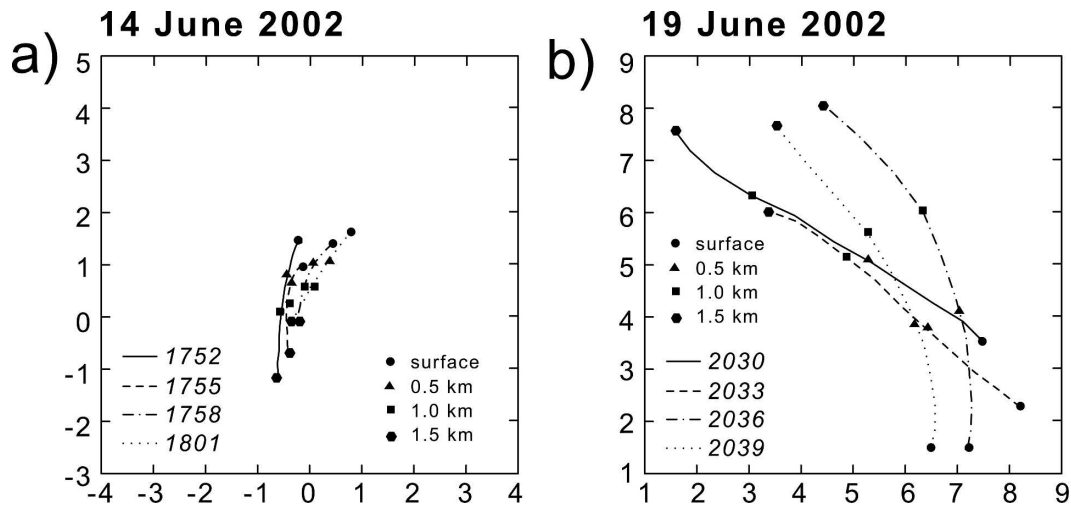 14 June 2002
a)
5
4
3
2
1
0
-1
-2
-3
1752
1755
1758
1801
surface
0.5 km
1.0 km
1.5 km
-4 -3 -2 -1 0 1 2 3 4
19 June 2002
b)
9
8
7
6
5
4
3
2
1
surface
0.5 km
1.0 km
1.5 km
2030
2033
2036
2039
1 2 3 4 5 6 7 8 9